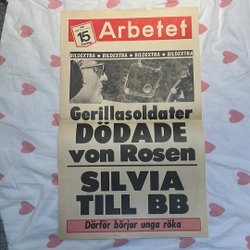 15
Arbetet
BILDEXTRA ★ BILDEXTRA ★ BILDEXTRA ★ BILDEXTRA
Gerillasoldater
DÖDADE
von Rosen
SILVIA
TILL BB
Därför börjar unga röka